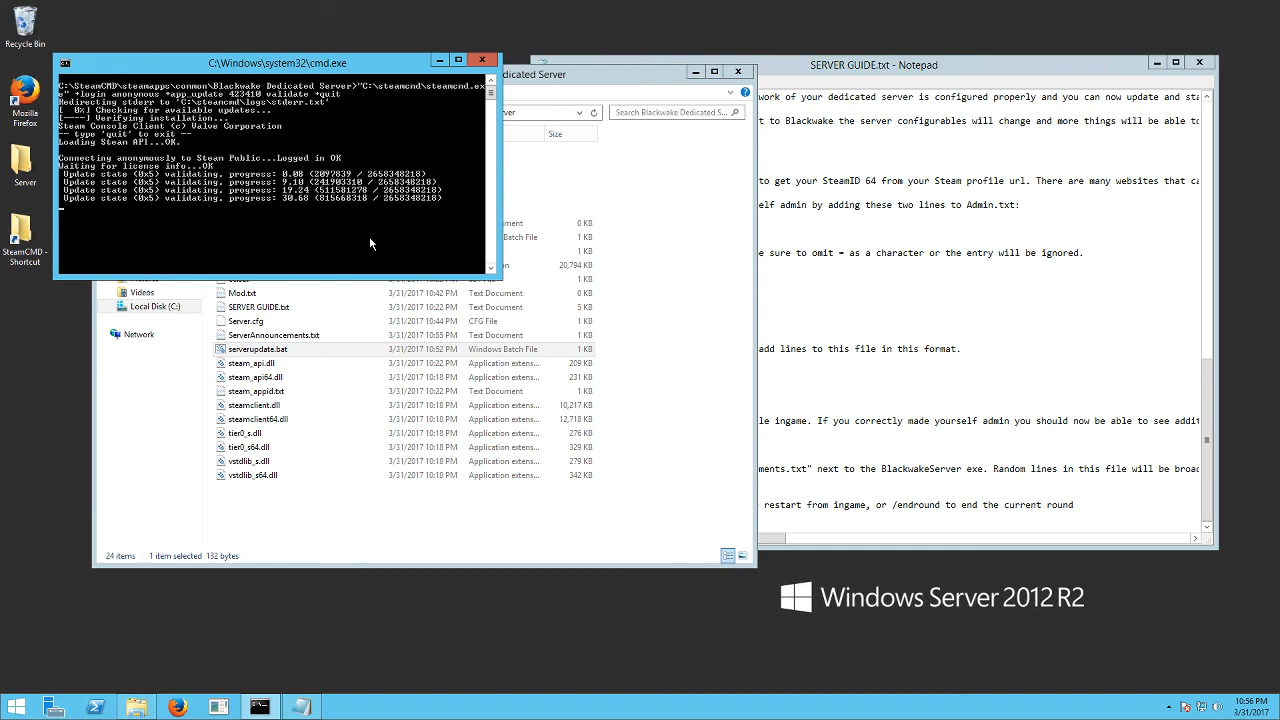 Recycle Bin
Mozilla
Firefox
Server
SteamCMD -
Shortcut
C:\Windows\system32\cmd.exe
C:\SteamCMD\steamapps\common\Blackwake Dedicated Server>"C:\steamcmd\steamcmd.ex
e" +login anonymous +app_update 423410 validate +quit
Redirecting stderr to 'C:\steamcmd\logs\stderr.txt'
[  0%] Checking for available updates...
[----] Verifying installation...
Steam Console Client (c) Valve Corporation
-- type 'quit' to exit --
Loading Steam API...OK.
Connecting anonymously to Steam Public...Logged in OK
Waiting for license info...OK
Update state (0x5) validating, progress: 0.08 (2097839 / 2658348218)
Update state (0x5) validating, progress: 9.10 (241903310 / 2658348218)
Update state (0x5) validating, progress: 19.24 (511581278 / 2658348218)
Update state (0x5) validating, progress: 30.68 (815668318 / 2658348218)
edicated Server
rver
Search Blackwake Dedicated S...
Size
ument 0 KB
Batch File 1 KB
1 KB
on 20,794 KB
1 KB
Mod.txt 3/31/2017 10:42 PM Text Document 0 KB
SERVER GUIDE.txt 3/31/2017 10:22 PM Text Document 5 KB
Server.cfg 3/31/2017 10:44 PM CFG File 1 KB
ServerAnnouncements.txt 3/31/2017 10:55 PM Text Document 1 KB
serverupdate.bat 3/31/2017 10:52 PM Windows Batch File 1 KB
steam_api.dll 3/31/2017 10:18 PM Application extens... 209 KB
steam_api64.dll 3/31/2017 10:18 PM Application extens... 231 KB
steam_appid.txt 3/31/2017 10:22 PM Text Document 1 KB
steamclient.dll 3/31/2017 10:18 PM Application extens... 10,217 KB
steamclient64.dll 3/31/2017 10:18 PM Application extens... 12,718 KB
tier0_s.dll 3/31/2017 10:18 PM Application extens... 276 KB
tier0_s64.dll 3/31/2017 10:18 PM Application extens... 329 KB
vstdlib_s.dll 3/31/2017 10:18 PM Application extens... 279 KB
vstdlib_s64.dll 3/31/2017 10:18 PM Application extens... 342 KB
Videos
Local Disk (C:)
Network
24 items 1 item selected 132 bytes
SERVER GUIDE.txt - Notepad
work of your dedicated server is configured properly and you can now update and sta
t to Blackwake the server configurables will change and more things will be able to
to get your SteamID 64 from your Steam profile url. There are many websites that ca
self admin by adding these two lines to Admin.txt:
e sure to omit = as a character or the entry will be ignored.
add lines to this file in this format.
le ingame. If you correctly made yourself admin you should now be able to see addit
ments.txt" next to the BlackwakeServer exe. Random lines in this file will be broad
restart from ingame, or /endround to end the current round
Windows Server 2012 R2
10:56 PM
3/31/2017